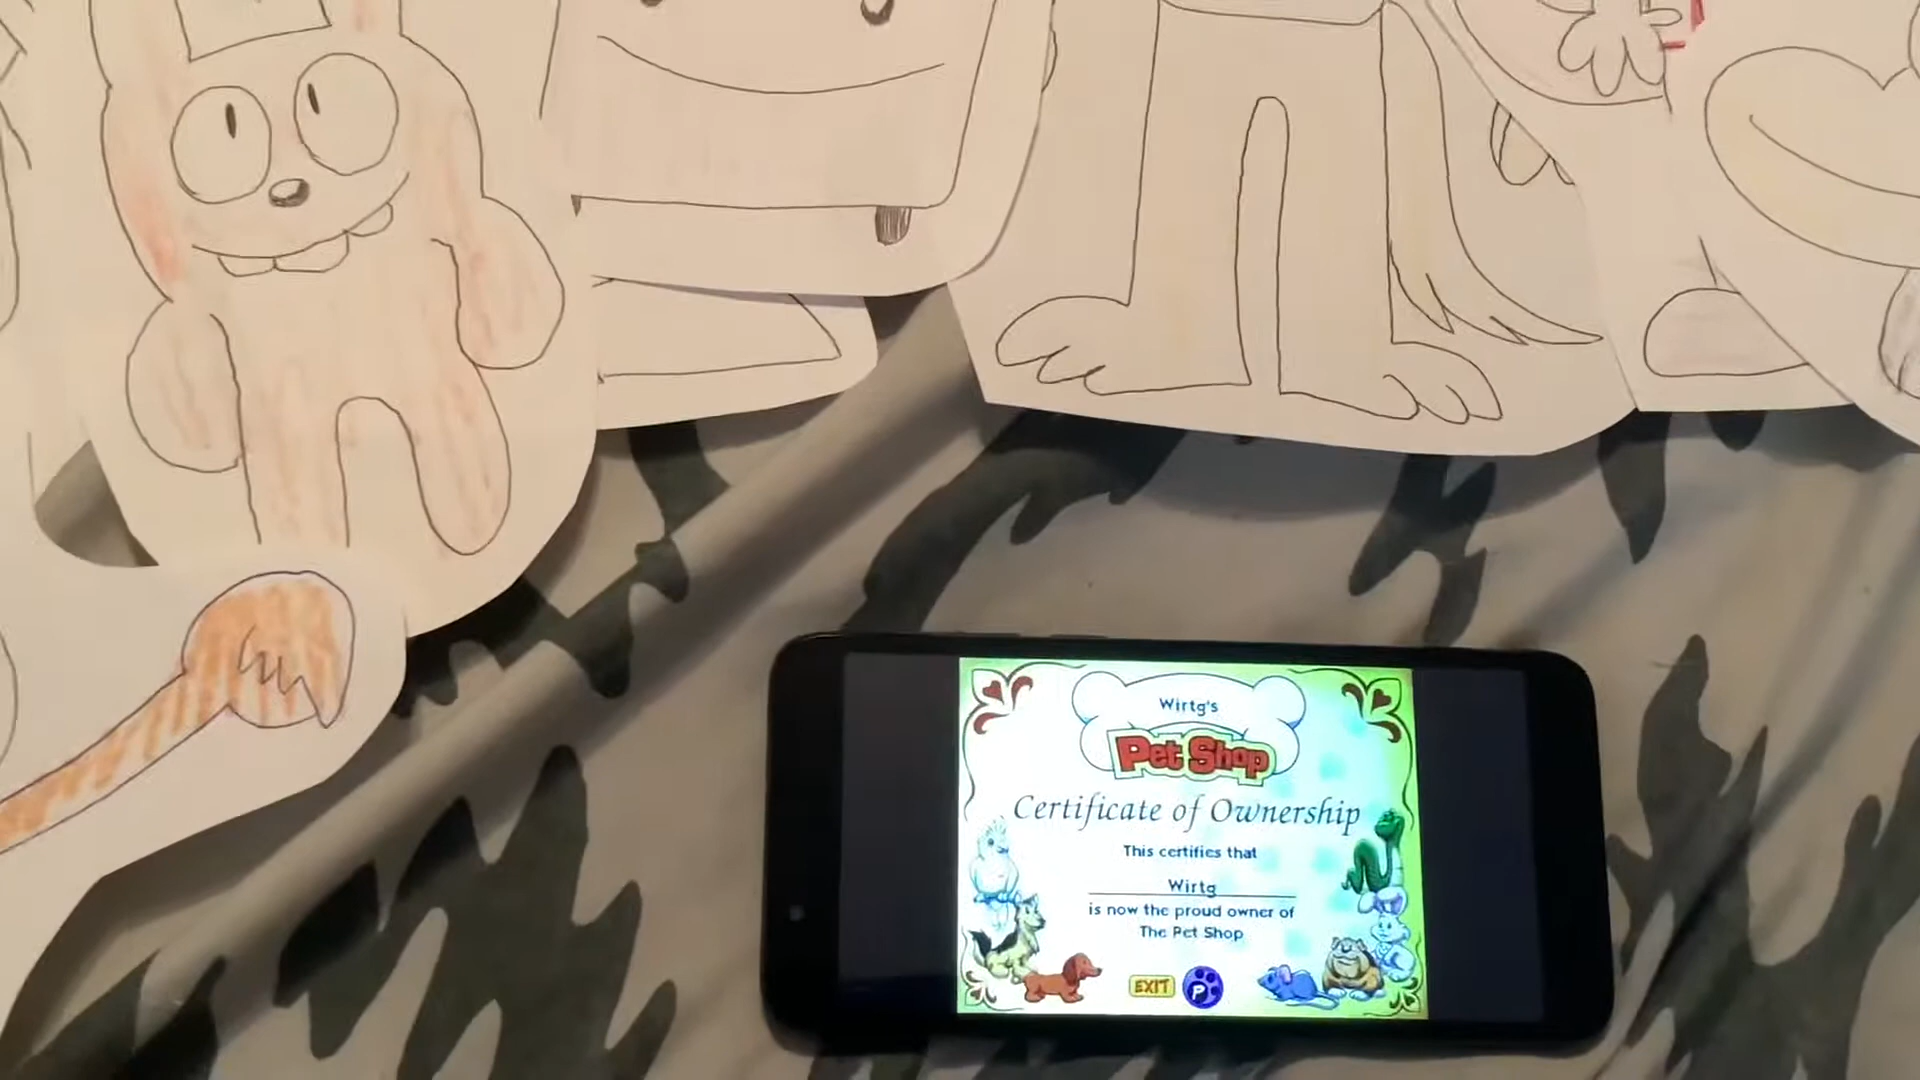 Wirtg's
Pet Shop
Certificate of Ownership
This certifies that
Wirtg
is now the proud owner of
The Pet Shop
EXIT
P